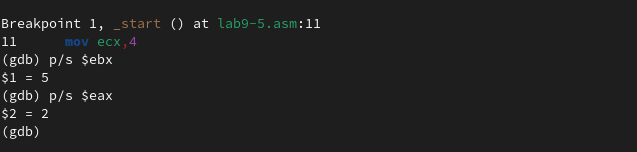 Breakpoint 1, _start () at lab9-5.asm:11
11 mov ecx,4
(gdb) p/s $ebx
$1 = 5
(gdb) p/s $eax
$2 = 2
(gdb)